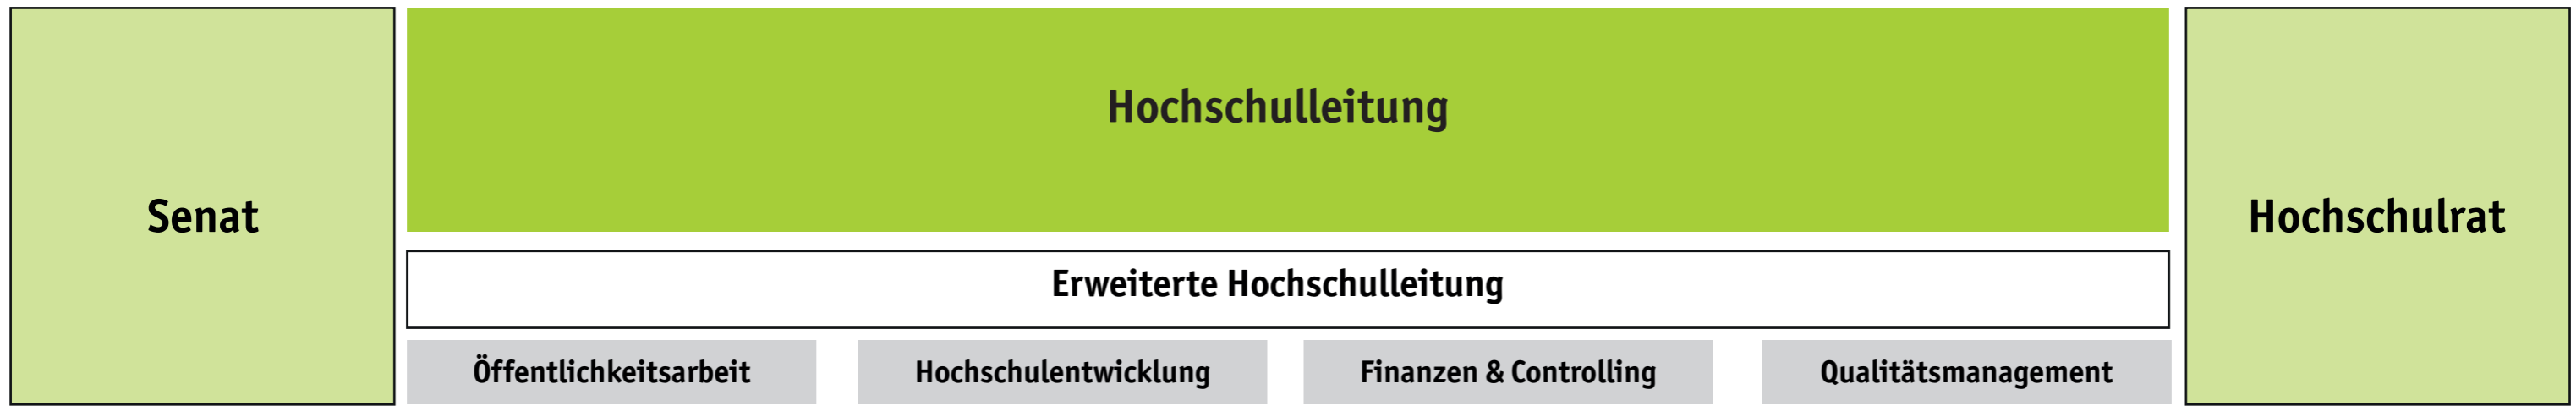 Senat
Hochschulleitung
Erweiterte Hochschulleitung
Öffentlichkeitsarbeit
Hochschulentwicklung
Finanzen & Controlling
Qualitätsmanagement
Hochschulrat